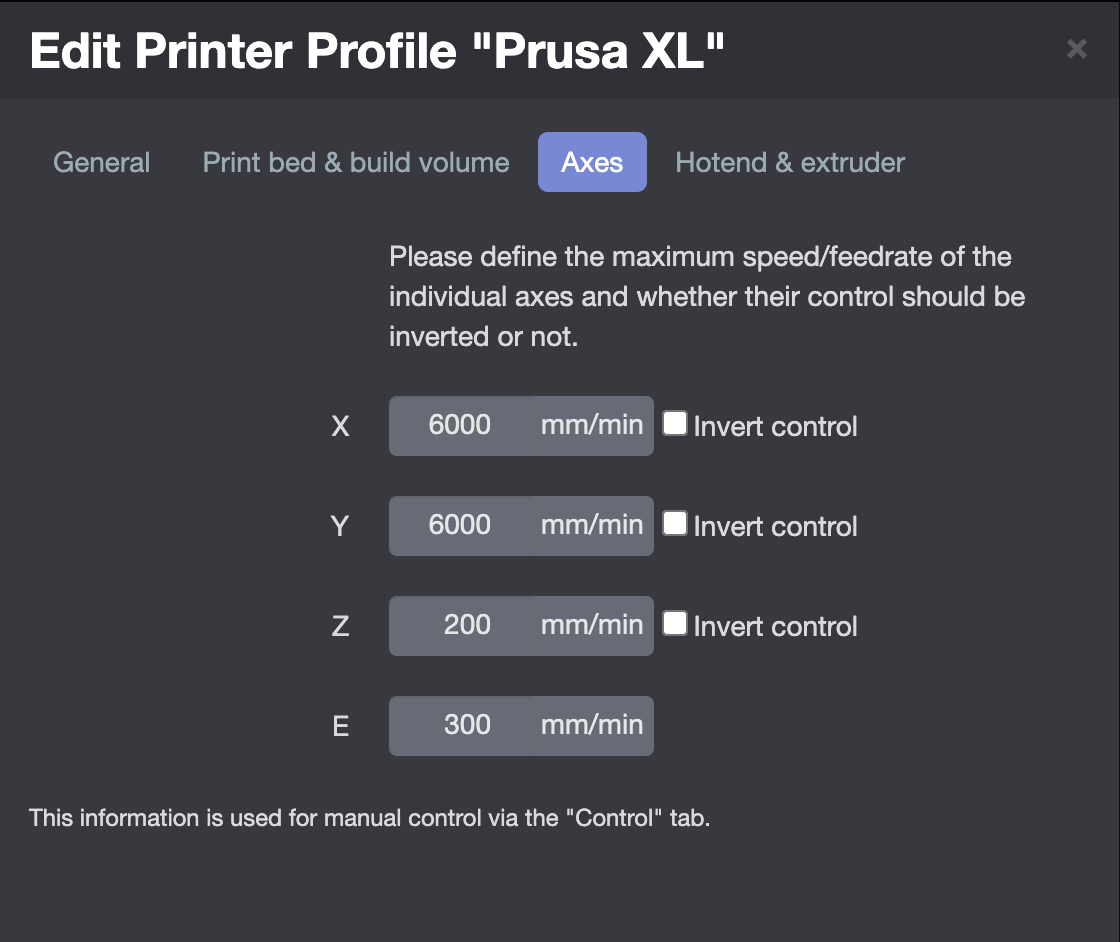 Edit Printer Profile "Prusa XL" ×
General Print bed & build volume Axes Hotend & extruder
Please define the maximum speed/feedrate of the
individual axes and whether their control should be
inverted or not.
X 6000 mm/min Invert control
Y 6000 mm/min Invert control
Z 200 mm/min Invert control
E 300 mm/min
This information is used for manual control via the "Control" tab.